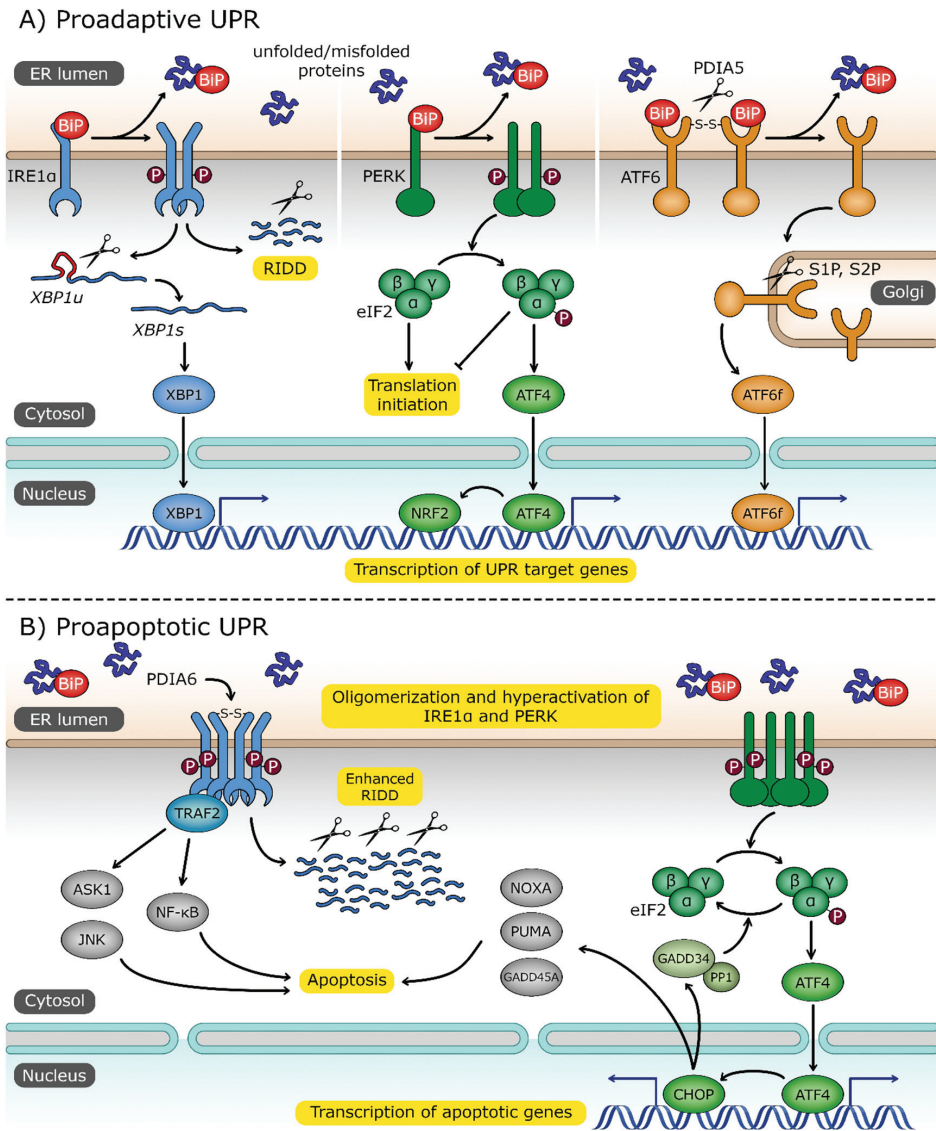 A) Proadaptive UPR
ER lumen
unfolded/misfolded
proteins
BiP
BiP
IRE1α
P
P
RIDD
XBP1u
XBP1s
XBP1
XBP1
BiP
BiP
PERK
P
P
β
γ
α
eIF2
β
γ
α
P
Translation
initiation
ATF4
NRF2
ATF4
PDIA5
BiP
-S-S-
BiP
BiP
ATF6
S1P, S2P
Golgi
ATF6f
ATF6f
Cytosol
Nucleus
Transcription of UPR target genes
B) Proapoptotic UPR
BiP
PDIA6
-S-S-
ER lumen
Oligomerization and hyperactivation of
IRE1α and PERK
BiP
BiP
P
P
P
P
TRAF2
Enhanced
RIDD
P
P
P
P
ASK1
NF-κB
JNK
Apoptosis
NOXA
PUMA
GADD45A
β
γ
α
eIF2
β
γ
α
P
GADD34
PP1
ATF4
Cytosol
Nucleus
CHOP
ATF4
Transcription of apoptotic genes